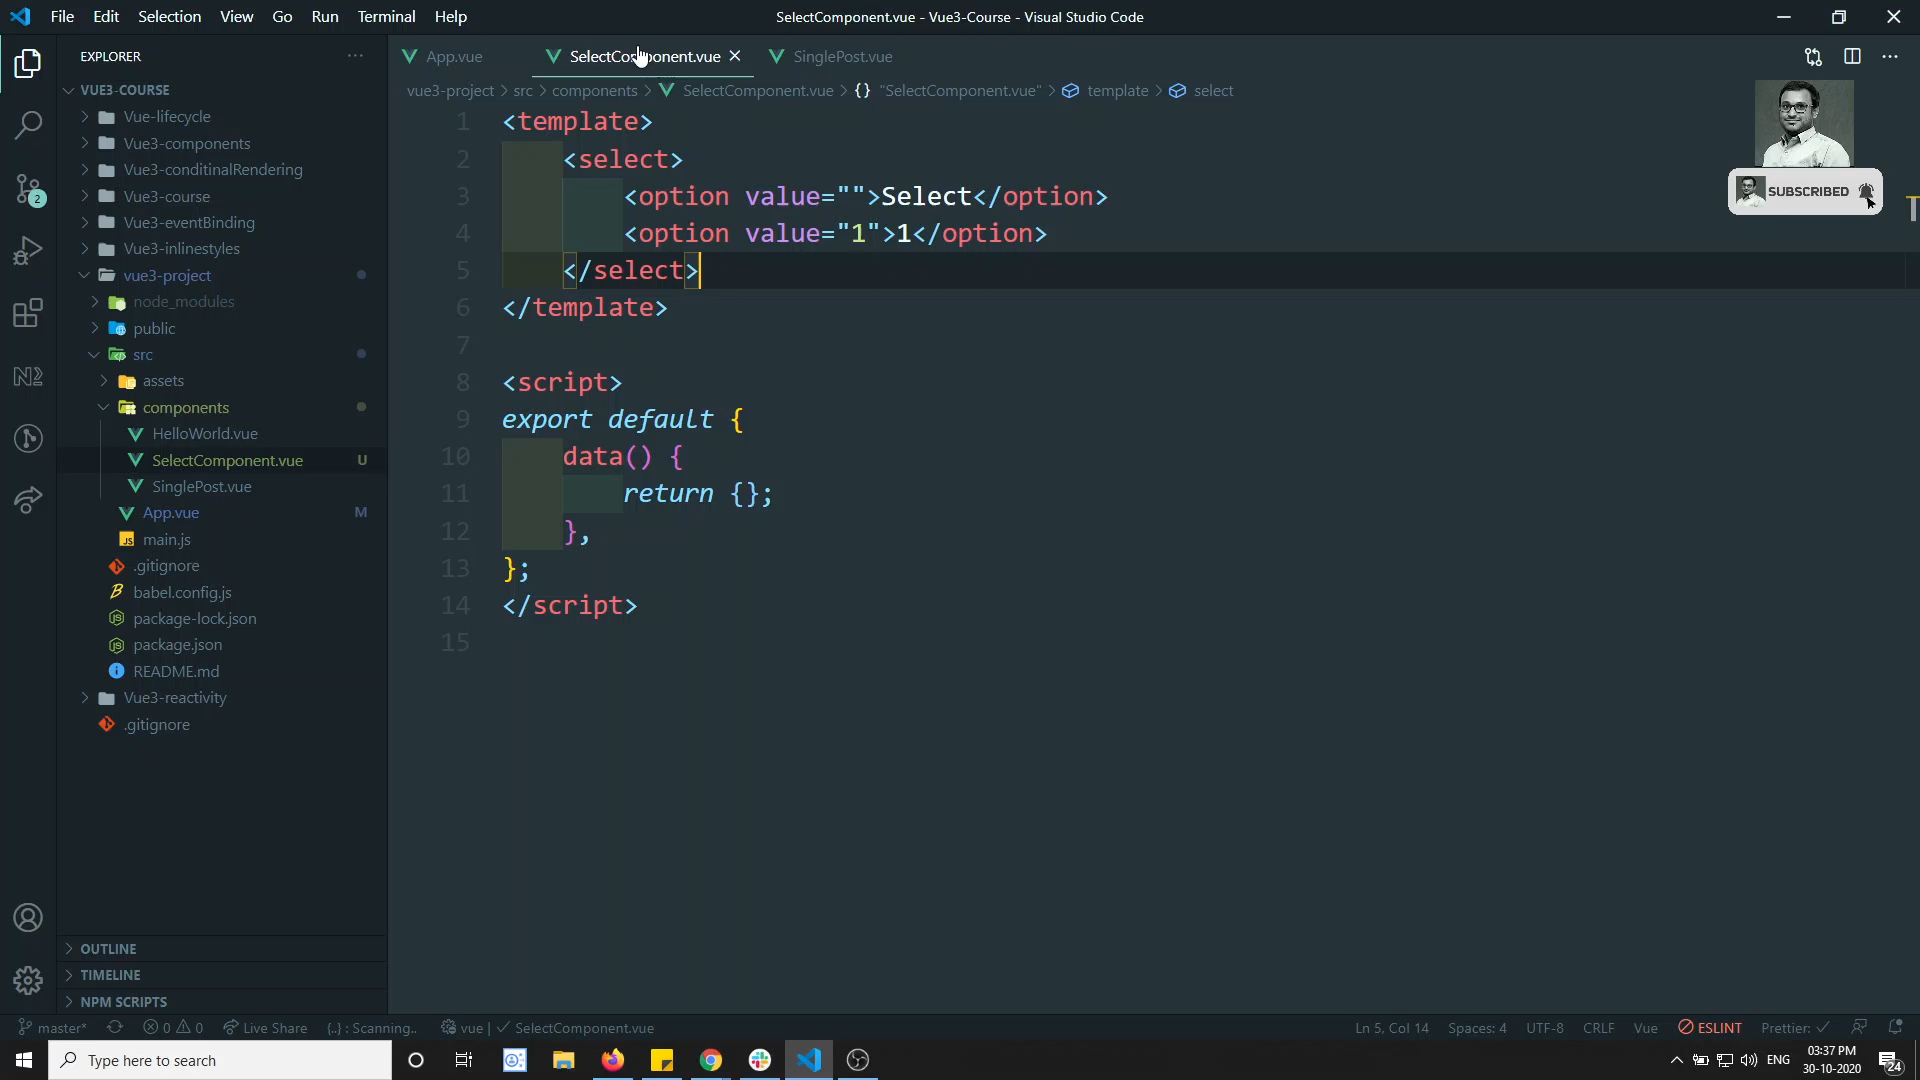 File Edit Selection View Go Run Terminal Help
SelectComponent.vue - Vue3-Course - Visual Studio Code
EXPLORER
App.vue
SelectComponent.vue
SinglePost.vue
vue3-project > src > components > SelectComponent.vue > {} "SelectComponent.vue" > template > select
VUE3-COURSE
Vue-lifecycle
Vue3-components
Vue3-conditinalRendering
Vue3-course
Vue3-eventBinding
Vue3-inlinestyles
vue3-project
node_modules
public
src
assets
components
HelloWorld.vue
SelectComponent.vue U
SinglePost.vue
App.vue M
main.js
.gitignore
babel.config.js
package-lock.json
package.json
README.md
Vue3-reactivity
.gitignore
OUTLINE
TIMELINE
NPM SCRIPTS
2
1 <template>
2 <select>
3 <option value="">Select</option>
4 <option value="1">1</option>
5 </select>
6 </template>
7
8 <script>
9 export default {
10 data() {
11 return {};
12 },
13 };
14 </script>
15
SUBSCRIBED
master* 0 0 Live Share {..} : Scanning.. vue | ✓ SelectComponent.vue
Ln 5, Col 14 Spaces: 4 UTF-8 CRLF Vue ESLINT Prettier: ✓
Type here to search
ENG
03:37 PM
30-10-2020
24